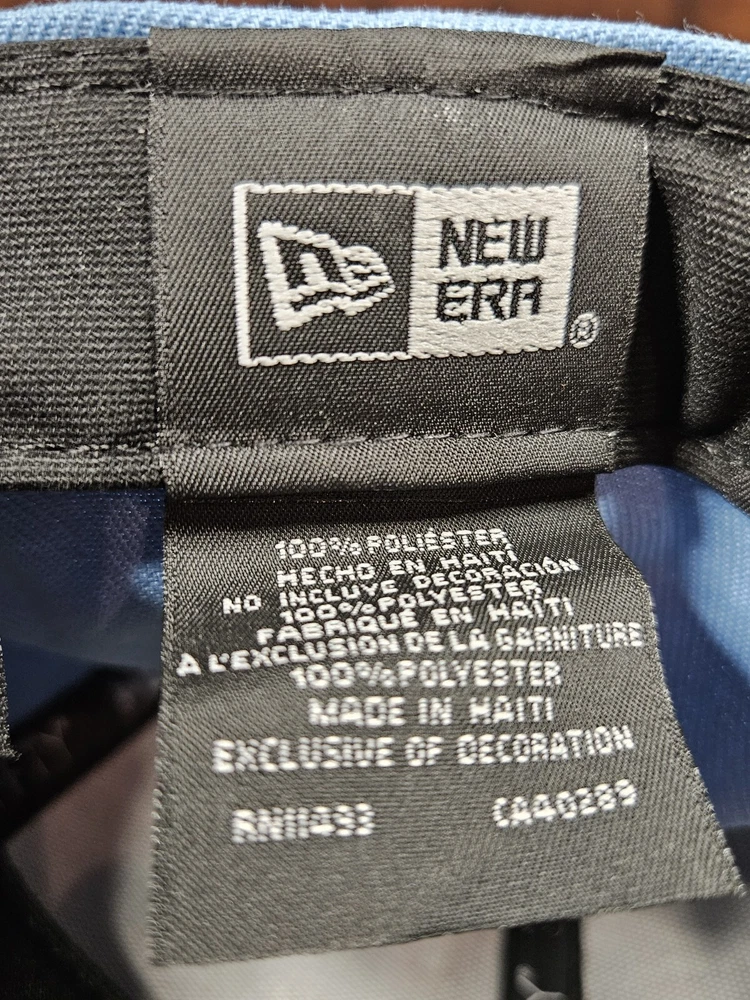 NEW
ERA
®
100% POLIÉSTER
HECHO EN HAITI
NO INCLUYE DECORACIÓN
100% POLYESTER
FABRIQUÉ EN HAÏTI
A L'EXCLUSION DE LA GARNITURE
100% POLYESTER
MADE IN HAITI
EXCLUSIVE OF DECORATION
RN11493 CA40289